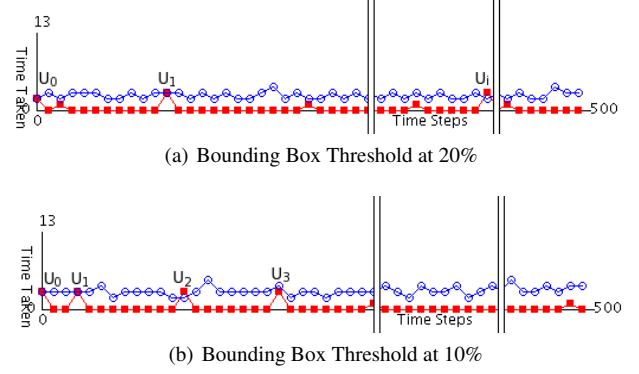 13
Time Taken
U0
U1
Ui
0
Time Steps
500
(a) Bounding Box Threshold at 20%
13
Time Taken
U0 U1
U2
U3
0
Time Steps
500
(b) Bounding Box Threshold at 10%